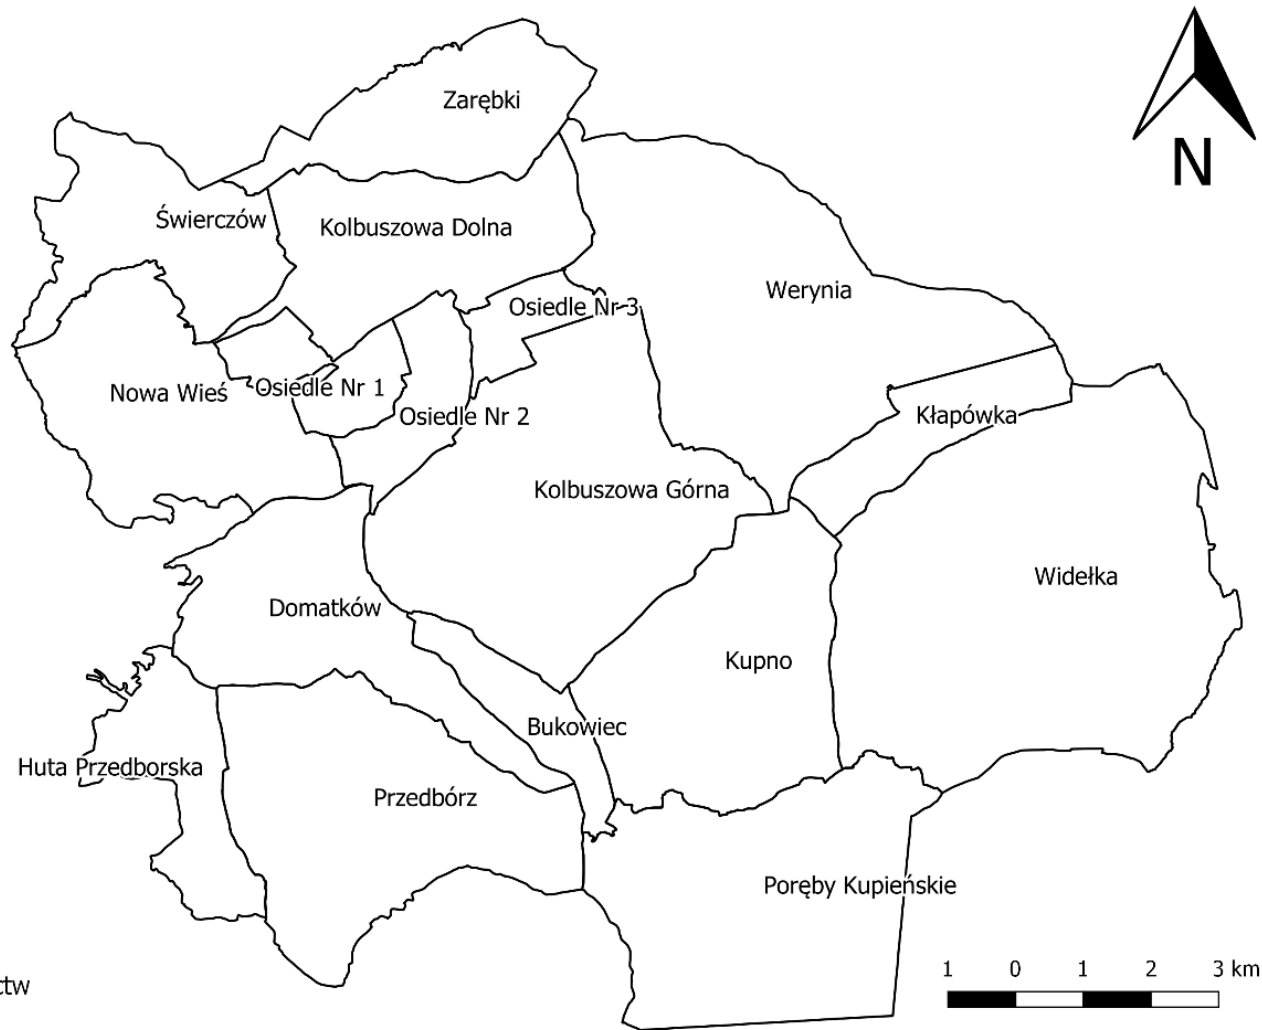 Zarębki
N
Świerczów
Kolbuszowa Dolna
Werynia
Osiedle Nr 3
Nowa Wieś
Osiedle Nr 1
Osiedle Nr 2
Kłapówka
Kolbuszowa Górna
Widełka
Domatków
Kupno
Bukowiec
Huta Przedborska
Przedbórz
Poręby Kupieńskie
1 0 1 2 3 km